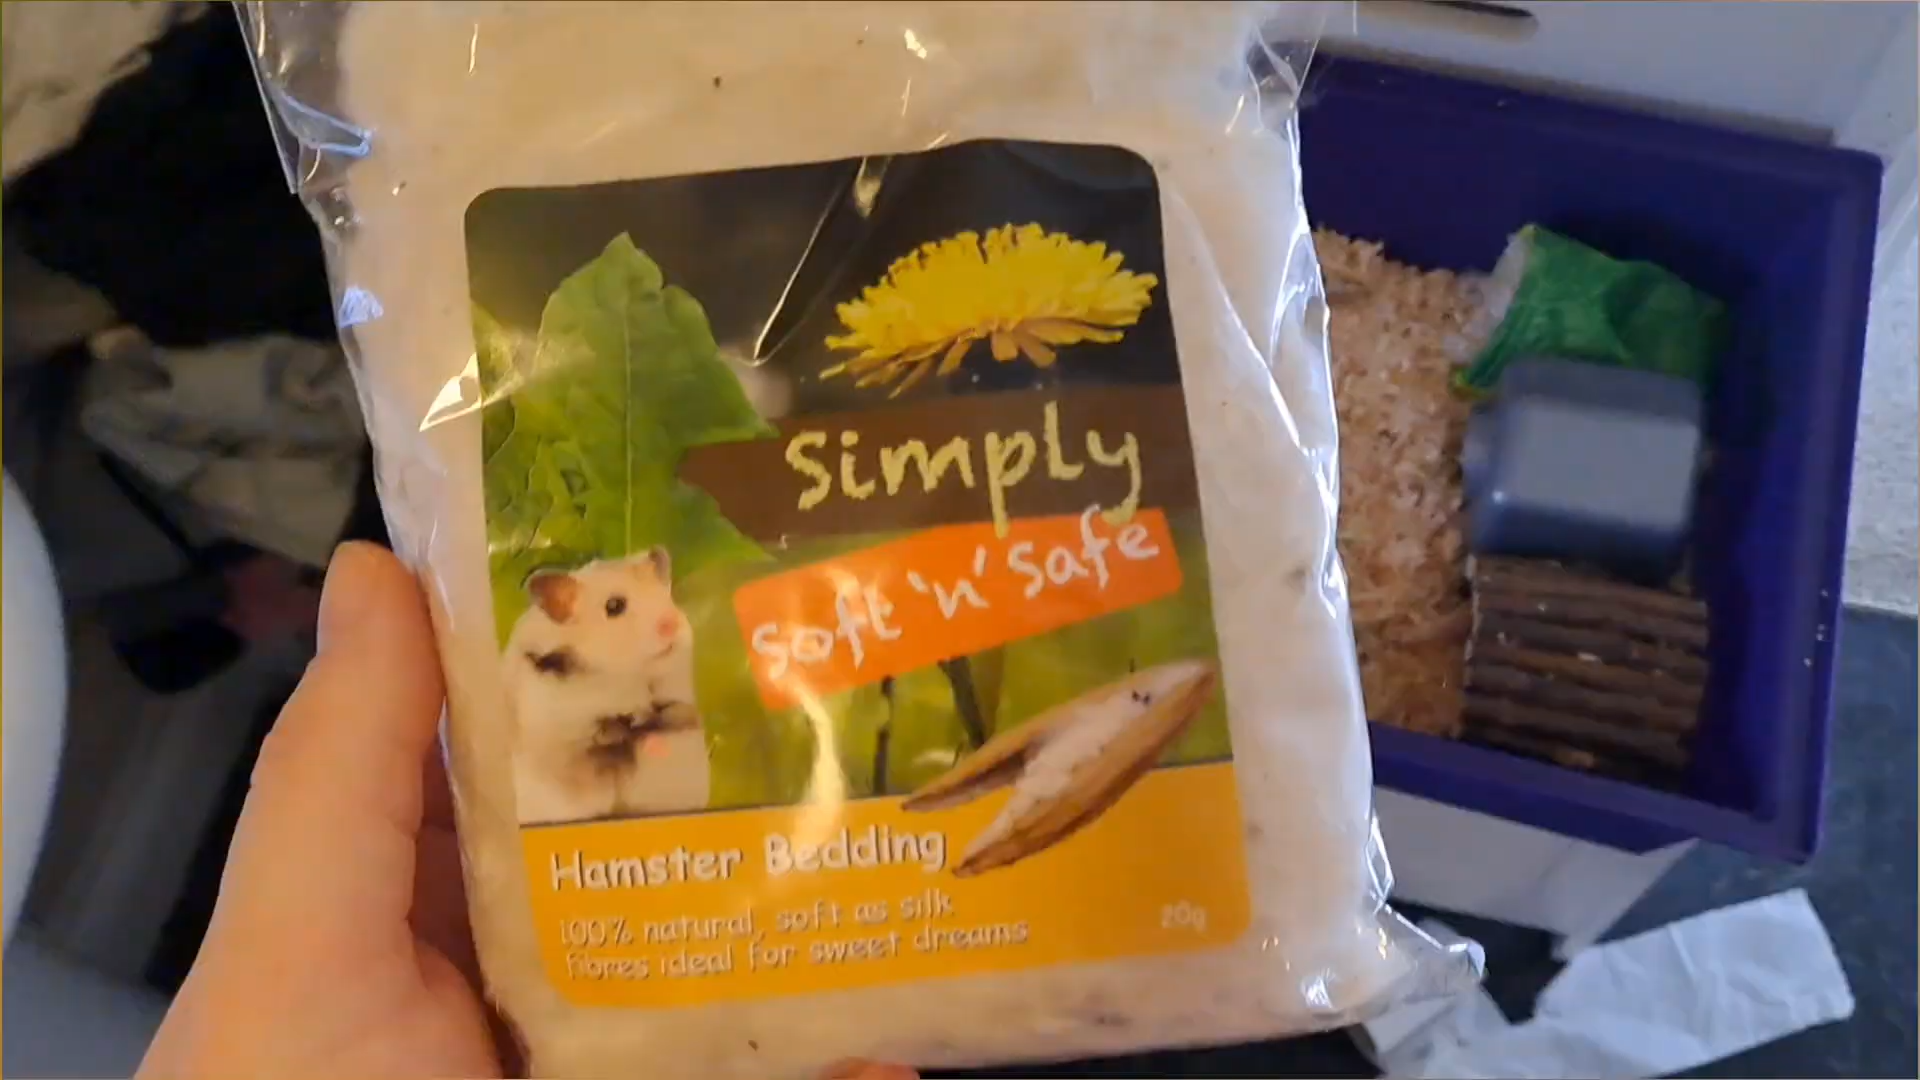 simply
soft 'n' safe
Hamster Bedding
100% natural, soft as silk
fibres ideal for sweet dreams
20g